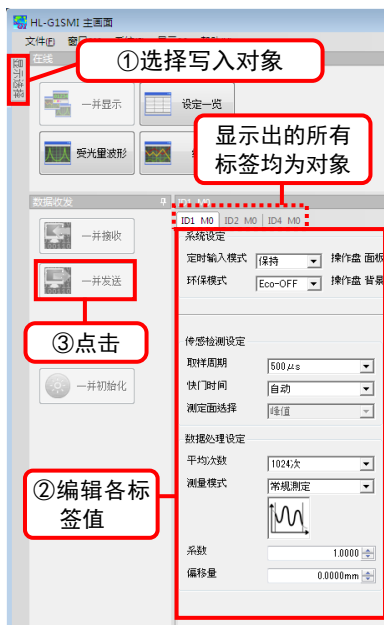 HL-G1SMI 主画面
文件(F)
①选择写入对象
显示选择
在线
一并显示
设定一览
受光量波形
显示出的所有
标签均为对象
数据收发
ID1 M0
ID1 M0 ID2 M0 ID4 M0
一并接收
一并发送
③点击
一并初始化
系统设定
定时输入模式 保持 操作盘 面板
环保模式 Eco-OFF 操作盘 背景
传感检测设定
取样周期 500μs
快门时间 自动
测定面选择 峰值
数据处理设定
平均次数 1024次
测量模式 常规测定
②编辑各标
签值
系数 1.0000
偏移量 0.0000mm